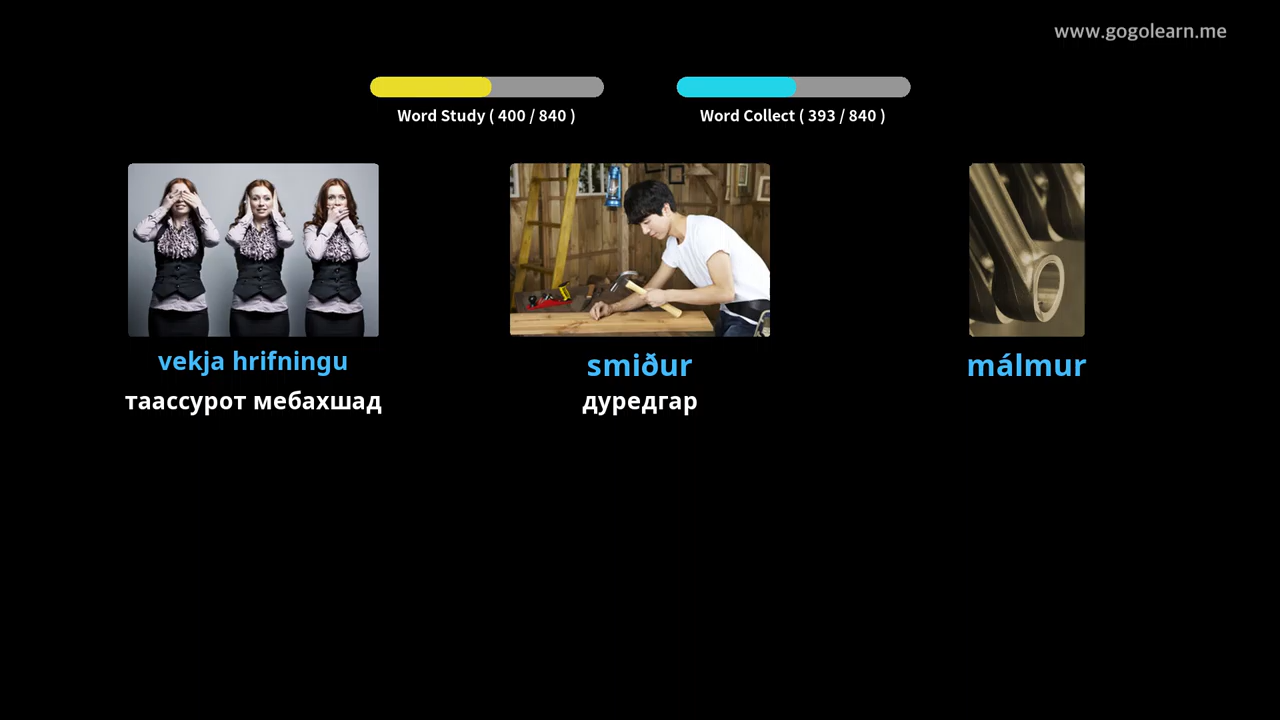 www.gogolearn.me
Word Study ( 400 / 840 )
Word Collect ( 393 / 840 )
vekja hrifningu
таассурот мебахшад
smiður
дуредгар
málmur